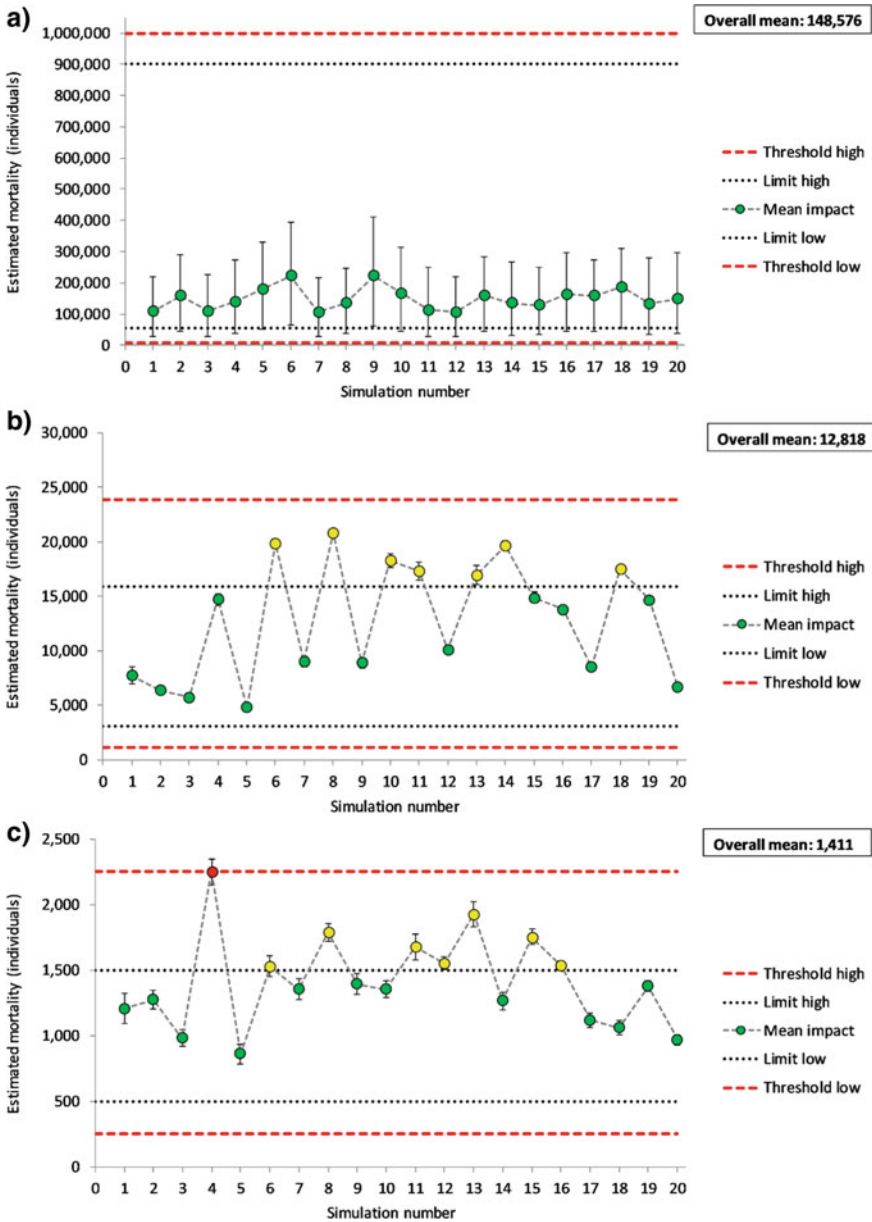 a)
Overall mean: 148,576
Estimated mortality (individuals)
1,000,000
900,000
800,000
700,000
600,000
500,000
400,000
300,000
200,000
100,000
0
0 1 2 3 4 5 6 7 8 9 10 11 12 13 14 15 16 17 18 19 20
Simulation number
Threshold high
Limit high
Mean impact
Limit low
Threshold low
b)
Overall mean: 12,818
Estimated mortality (individuals)
30,000
25,000
20,000
15,000
10,000
5,000
0
0 1 2 3 4 5 6 7 8 9 10 11 12 13 14 15 16 17 18 19 20
Simulation number
Threshold high
Limit high
Mean impact
Limit low
Threshold low
c)
Overall mean: 1,411
Estimated mortality (individuals)
2,500
2,000
1,500
1,000
500
0
0 1 2 3 4 5 6 7 8 9 10 11 12 13 14 15 16 17 18 19 20
Simulation number
Threshold high
Limit high
Mean impact
Limit low
Threshold low